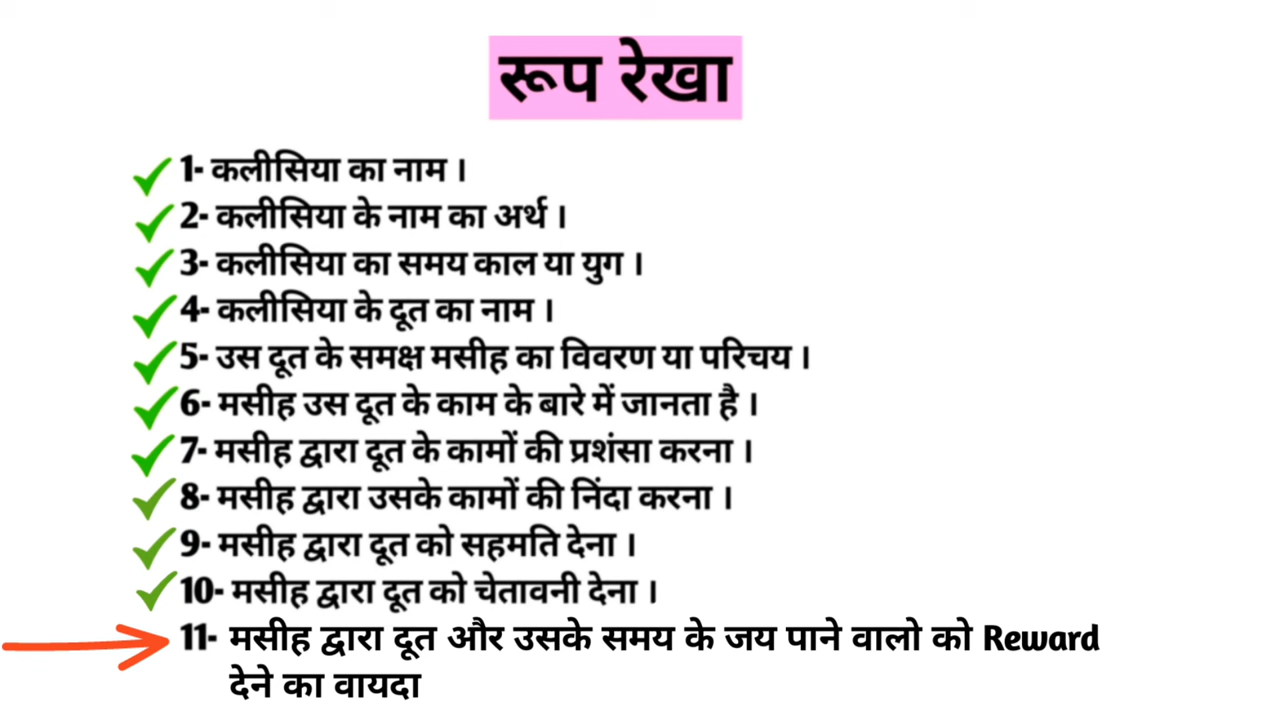 रूप रेखा
1- कलीसिया का नाम ।
2- कलीसिया के नाम का अर्थ ।
3- कलीसिया का समय काल या युग ।
4- कलीसिया के दूत का नाम ।
5- उस दूत के समक्ष मसीह का विवरण या परिचय ।
6- मसीह उस दूत के काम के बारे में जानता है ।
7- मसीह द्वारा दूत के कामों की प्रशंसा करना ।
8- मसीह द्वारा उसके कामों की निंदा करना ।
9- मसीह द्वारा दूत को सहमति देना ।
10- मसीह द्वारा दूत को चेतावनी देना ।
11- मसीह द्वारा दूत और उसके समय के जय पाने वालो को Reward
देने का वायदा